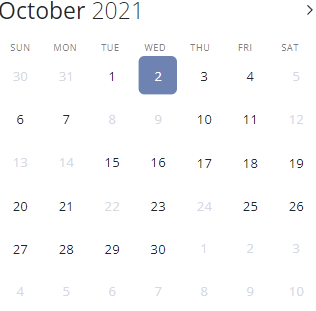 October 2021
SUN MON TUE WED THU FRI SAT
30 31 1 2 3 4 5
6 7 8 9 10 11 12
13 14 15 16 17 18 19
20 21 22 23 24 25 26
27 28 29 30 1 2 3
4 5 6 7 8 9 10